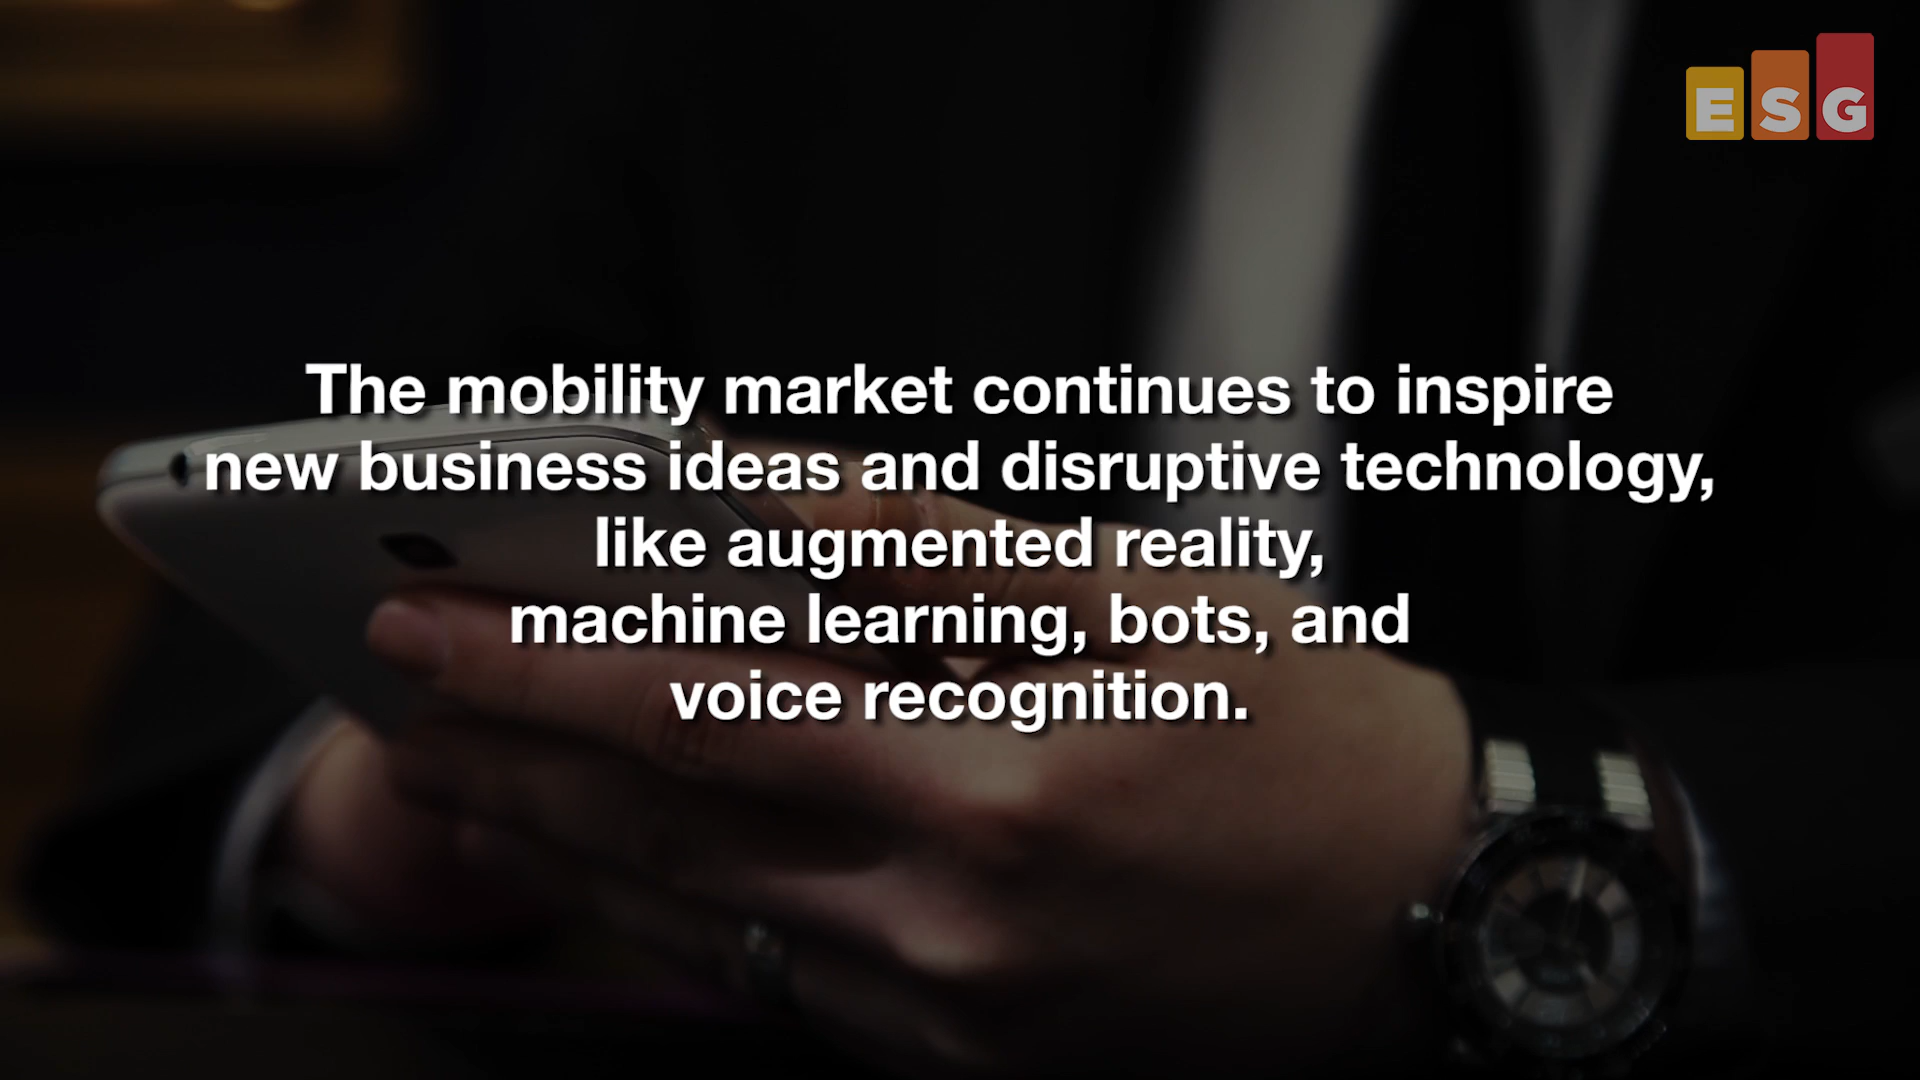 ESG
The mobility market continues to inspire
new business ideas and disruptive technology,
like augmented reality,
machine learning, bots, and
voice recognition.